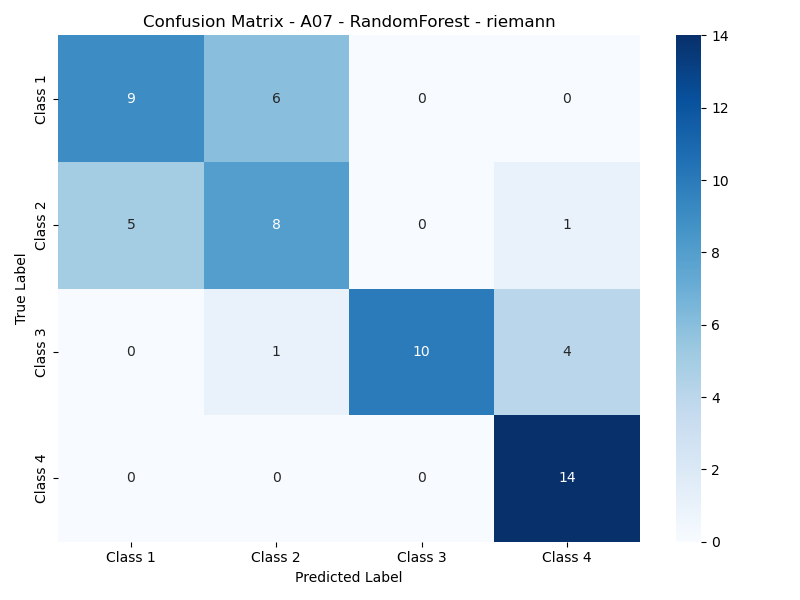 Confusion Matrix - A07 - RandomForest - riemann
True Label
Class 1
9 6 0 0
Class 2
5 8 0 1
Class 3
0 1 10 4
Class 4
0 0 0 14
Class 1 Class 2 Class 3 Class 4
Predicted Label
14
12
10
8
6
4
2
0